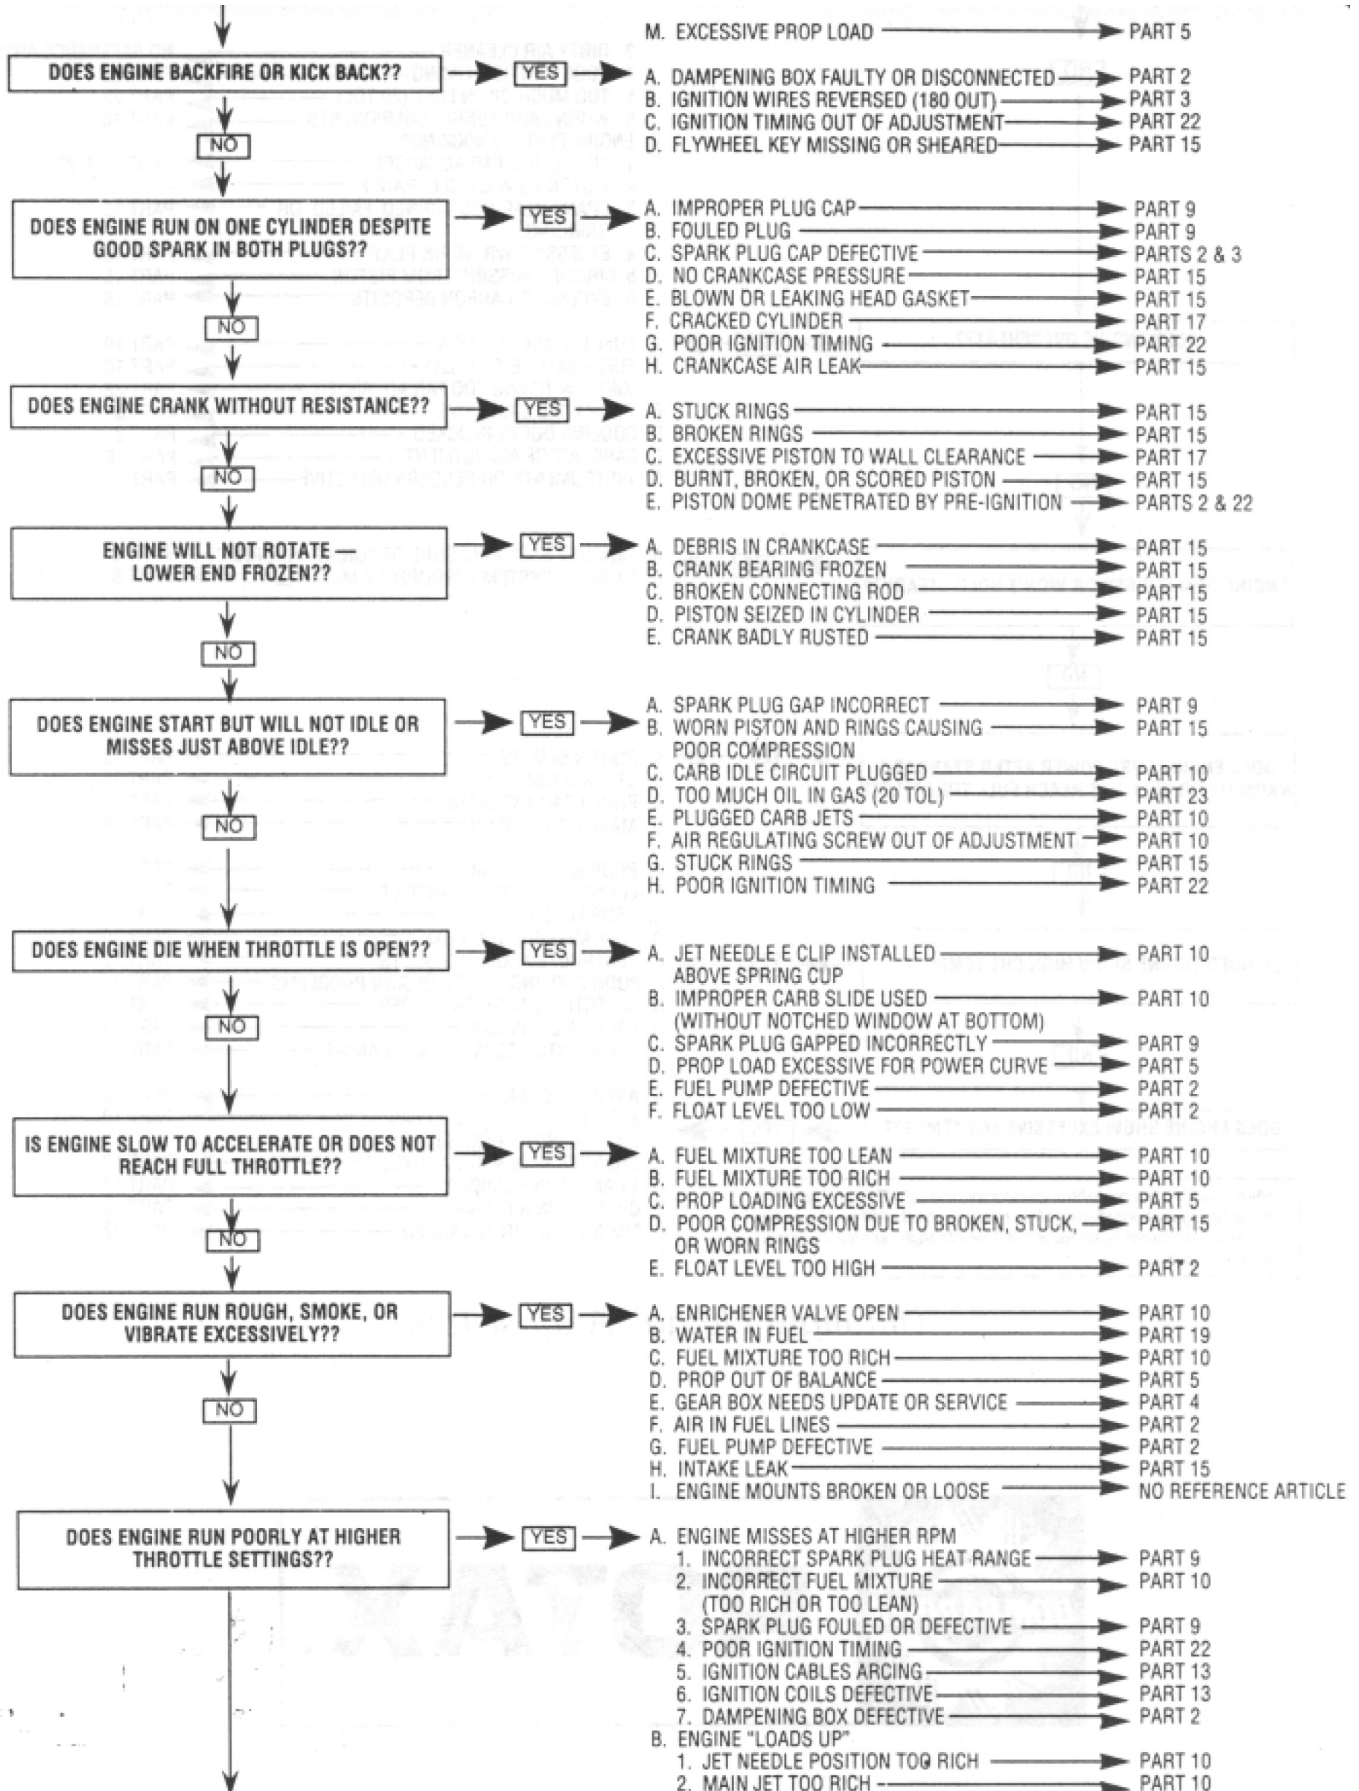 M. EXCESSIVE PROP LOAD PART 5
DOES ENGINE BACKFIRE OR KICK BACK?? YES
A. DAMPENING BOX FAULTY OR DISCONNECTED PART 2
B. IGNITION WIRES REVERSED (180 OUT) PART 3
C. IGNITION TIMING OUT OF ADJUSTMENT PART 22
D. FLYWHEEL KEY MISSING OR SHEARED PART 15
NO
DOES ENGINE RUN ON ONE CYLINDER DESPITE
GOOD SPARK IN BOTH PLUGS?? YES
A. IMPROPER PLUG CAP PART 9
B. FOULED PLUG PART 9
C. SPARK PLUG CAP DEFECTIVE PARTS 2 & 3
D. NO CRANKCASE PRESSURE PART 15
E. BLOWN OR LEAKING HEAD GASKET PART 15
F. CRACKED CYLINDER PART 17
G. POOR IGNITION TIMING PART 22
H. CRANKCASE AIR LEAK PART 15
NO
DOES ENGINE CRANK WITHOUT RESISTANCE?? YES
A. STUCK RINGS PART 15
B. BROKEN RINGS PART 15
C. EXCESSIVE PISTON TO WALL CLEARANCE PART 17
D. BURNT, BROKEN, OR SCORED PISTON PART 15
E. PISTON DOME PENETRATED BY PRE-IGNITION PARTS 2 & 22
NO
ENGINE WILL NOT ROTATE
LOWER END FROZEN?? YES
A. DEBRIS IN CRANKCASE PART 15
B. CRANK BEARING FROZEN PART 15
C. BROKEN CONNECTING ROD PART 15
D. PISTON SEIZED IN CYLINDER PART 15
E. CRANK BADLY RUSTED PART 15
NO
DOES ENGINE START BUT WILL NOT IDLE OR
MISSES JUST ABOVE IDLE?? YES
A. SPARK PLUG GAP INCORRECT PART 9
B. WORN PISTON AND RINGS CAUSING PART 15
POOR COMPRESSION
C. CARB IDLE CIRCUIT PLUGGED PART 10
D. TOO MUCH OIL IN GAS (20 TOL) PART 23
E. PLUGGED CARB JETS PART 10
F. AIR REGULATING SCREW OUT OF ADJUSTMENT PART 10
G. STUCK RINGS PART 15
H. POOR IGNITION TIMING PART 22
NO
DOES ENGINE DIE WHEN THROTTLE IS OPEN?? YES
A. JET NEEDLE E CLIP INSTALLED PART 10
ABOVE SPRING CUP
B. IMPROPER CARB SLIDE USED PART 10
(WITHOUT NOTCHED WINDOW AT BOTTOM)
C. SPARK PLUG GAPPED INCORRECTLY PART 9
D. PROP LOAD EXCESSIVE FOR POWER CURVE PART 5
E. FUEL PUMP DEFECTIVE PART 2
F. FLOAT LEVEL TOO LOW PART 2
NO
IS ENGINE SLOW TO ACCELERATE OR DOES NOT
REACH FULL THROTTLE?? YES
A. FUEL MIXTURE TOO LEAN PART 10
B. FUEL MIXTURE TOO RICH PART 10
C. PROP LOADING EXCESSIVE PART 5
D. POOR COMPRESSION DUE TO BROKEN, STUCK, PART 15
OR WORN RINGS
E. FLOAT LEVEL TOO HIGH PART 2
NO
DOES ENGINE RUN ROUGH, SMOKE, OR
VIBRATE EXCESSIVELY?? YES
A. ENRICHENER VALVE OPEN PART 10
B. WATER IN FUEL PART 19
C. FUEL MIXTURE TOO RICH PART 10
D. PROP OUT OF BALANCE PART 5
E. GEAR BOX NEEDS UPDATE OR SERVICE PART 4
F. AIR IN FUEL LINES PART 2
G. FUEL PUMP DEFECTIVE PART 2
H. INTAKE LEAK PART 15
I. ENGINE MOUNTS BROKEN OR LOOSE NO REFERENCE ARTICLE
NO
DOES ENGINE RUN POORLY AT HIGHER
THROTTLE SETTINGS?? YES
A. ENGINE MISSES AT HIGHER RPM
1. INCORRECT SPARK PLUG HEAT RANGE PART 9
2. INCORRECT FUEL MIXTURE PART 10
(TOO RICH OR TOO LEAN)
3. SPARK PLUG FOULED OR DEFECTIVE PART 9
4. POOR IGNITION TIMING PART 22
5. IGNITION CABLES ARCING PART 13
6. IGNITION COILS DEFECTIVE PART 13
7. DAMPENING BOX DEFECTIVE PART 2
B. ENGINE "LOADS UP"
1. JET NEEDLE POSITION TOO RICH PART 10
2. MAIN JET TOO RICH PART 10